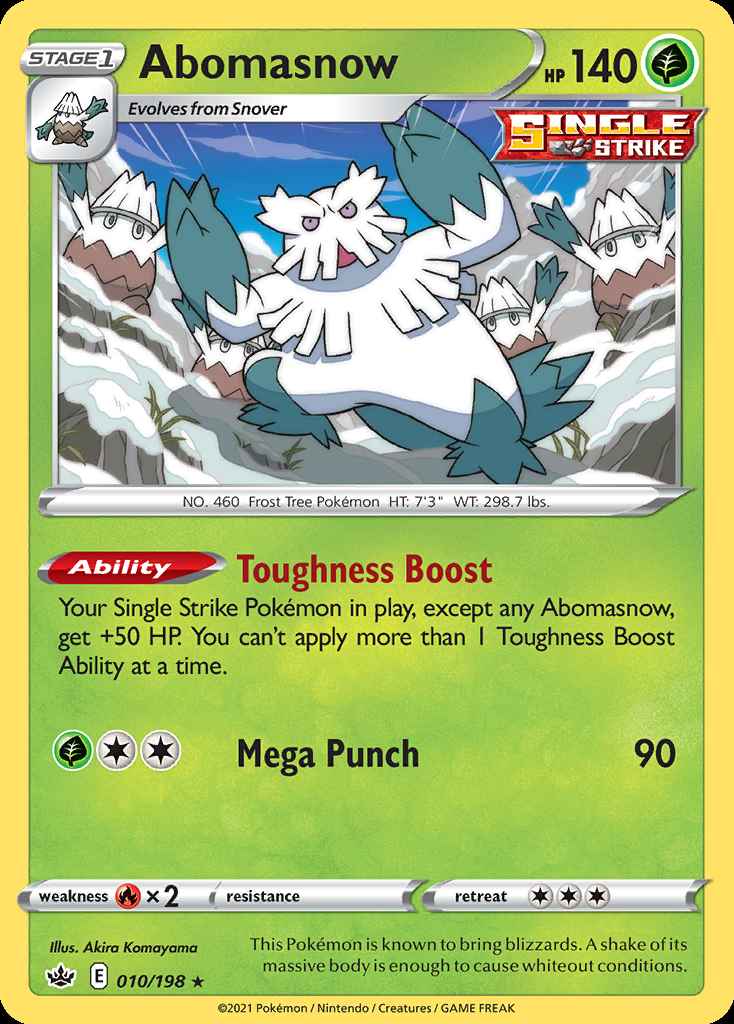 STAGE 1
Abomasnow
HP 140
Evolves from Snover
SINGLE
STRIKE
NO. 460 Frost Tree Pokémon HT: 7'3" WT: 298.7 lbs.
Ability Toughness Boost
Your Single Strike Pokémon in play, except any Abomasnow,
get +50 HP. You can't apply more than 1 Toughness Boost
Ability at a time.
Mega Punch 90
weakness ×2 resistance retreat
Illus. Akira Komayama
This Pokémon is known to bring blizzards. A shake of its
massive body is enough to cause whiteout conditions.
E 010/198 ★
©2021 Pokémon / Nintendo / Creatures / GAME FREAK